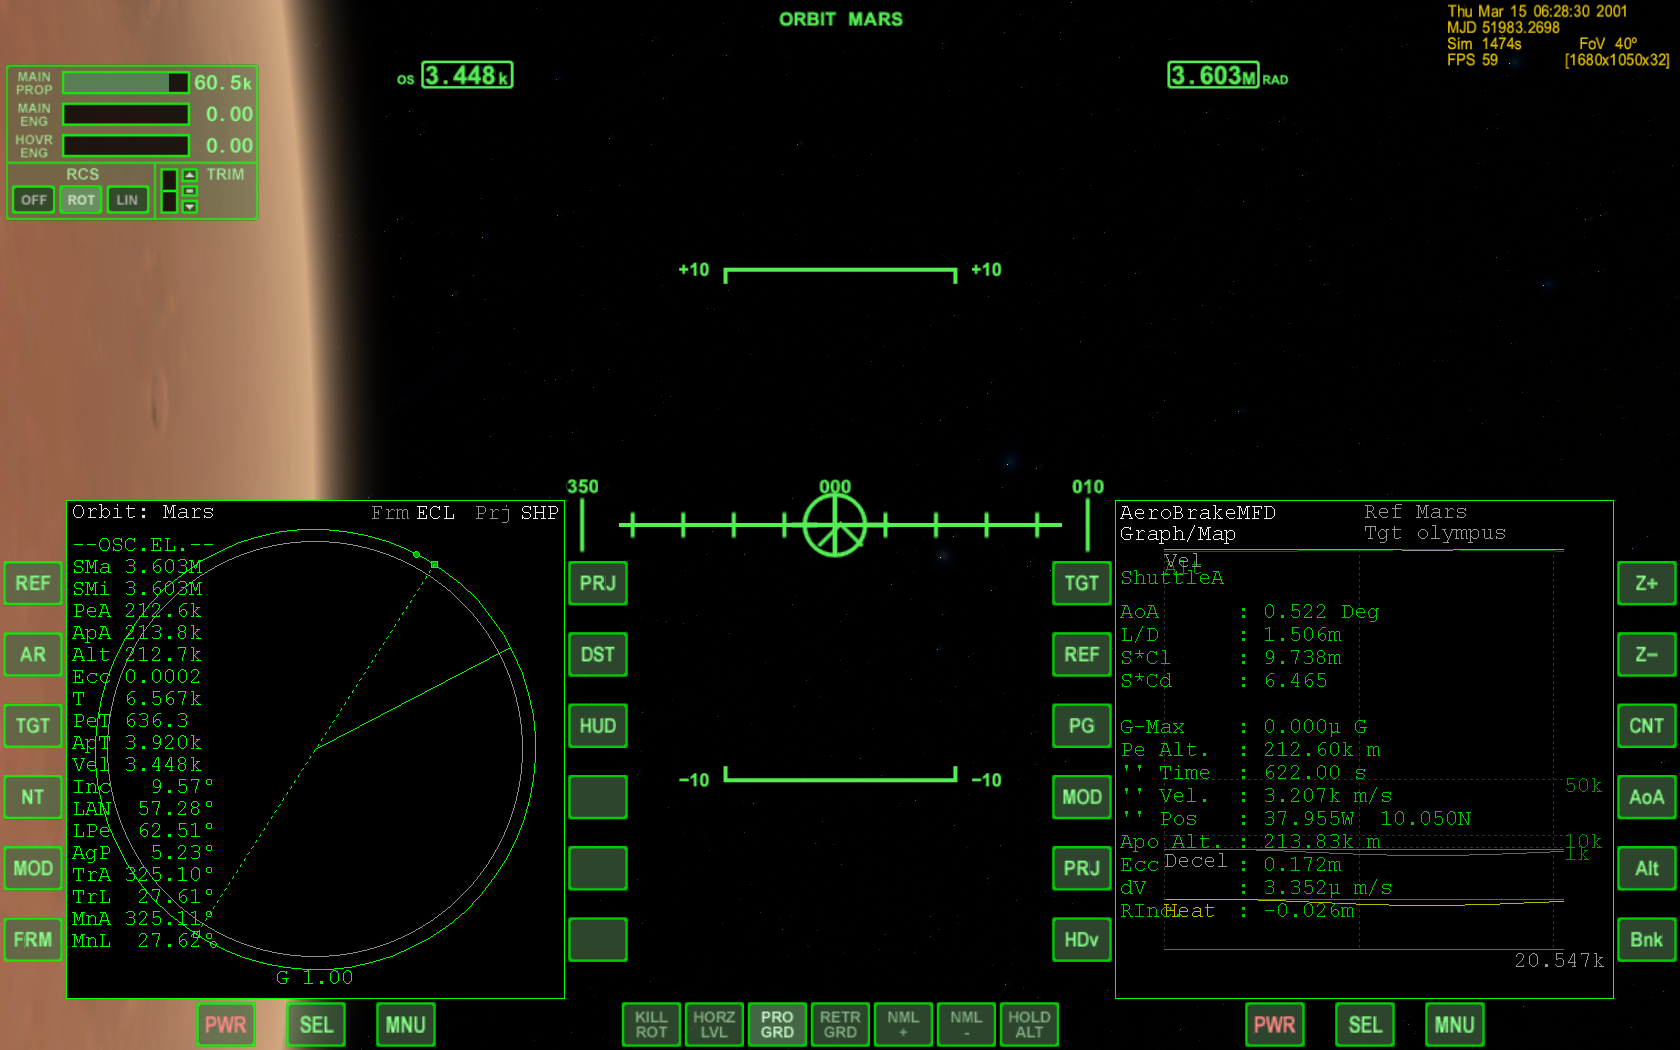 ORBIT MARS
Thu Mar 15 06:28:30 2001
MJD 51983.2698
Sim 1474s FoV 40°
FPS 59 [1680x1050x32]
OS 3.448k
3.603M RAD
MAIN PROP 60.5k
MAIN ENG 0.00
HOVR ENG 0.00
RCS TRIM
OFF ROT LIN
+10 +10
350 000 010
-10 -10
Orbit: Mars Frm ECL Prj SHP
--OSC.EL.--
SMa 3.603M
SMi 3.603M
PeA 212.6k
ApA 213.8k
Alt 212.7k
Ecc 0.0002
T 6.567k
PeT 636.3
ApT 3.920k
Vel 3.448k
Inc 9.57°
LAN 57.28°
LPe 62.51°
AgP 5.23°
TrA 325.10°
TrL 27.61°
MnA 325.11°
MnL 27.62°
G 1.00
REF
AR
TGT
NT
MOD
FRM
PRJ
DST
HUD
PWR SEL MNU
KILL ROT
HORZ LVL
PRO GRD
RETR GRD
NML +
NML -
HOLD ALT
TGT
REF
PG
MOD
PRJ
HDv
AeroBrakeMFD Ref Mars
Graph/Map Tgt olympus
Vel
ShuttleA
AoA : 0.522 Deg
L/D : 1.506m
S*Cl : 9.738m
S*Cd : 6.465
G-Max : 0.000µ G
Pe Alt. : 212.60k m
'' Time : 622.00 s
'' Vel. : 3.207k m/s
'' Pos : 37.955W 10.050N
Apo Alt. : 213.83k m
Ecc : 0.172m
dV : 3.352µ m/s
RInc : -0.026m
Decel
Heat
50k
10k
1k
20.547k
Z+
Z-
CNT
AoA
Alt
Bnk
PWR SEL MNU